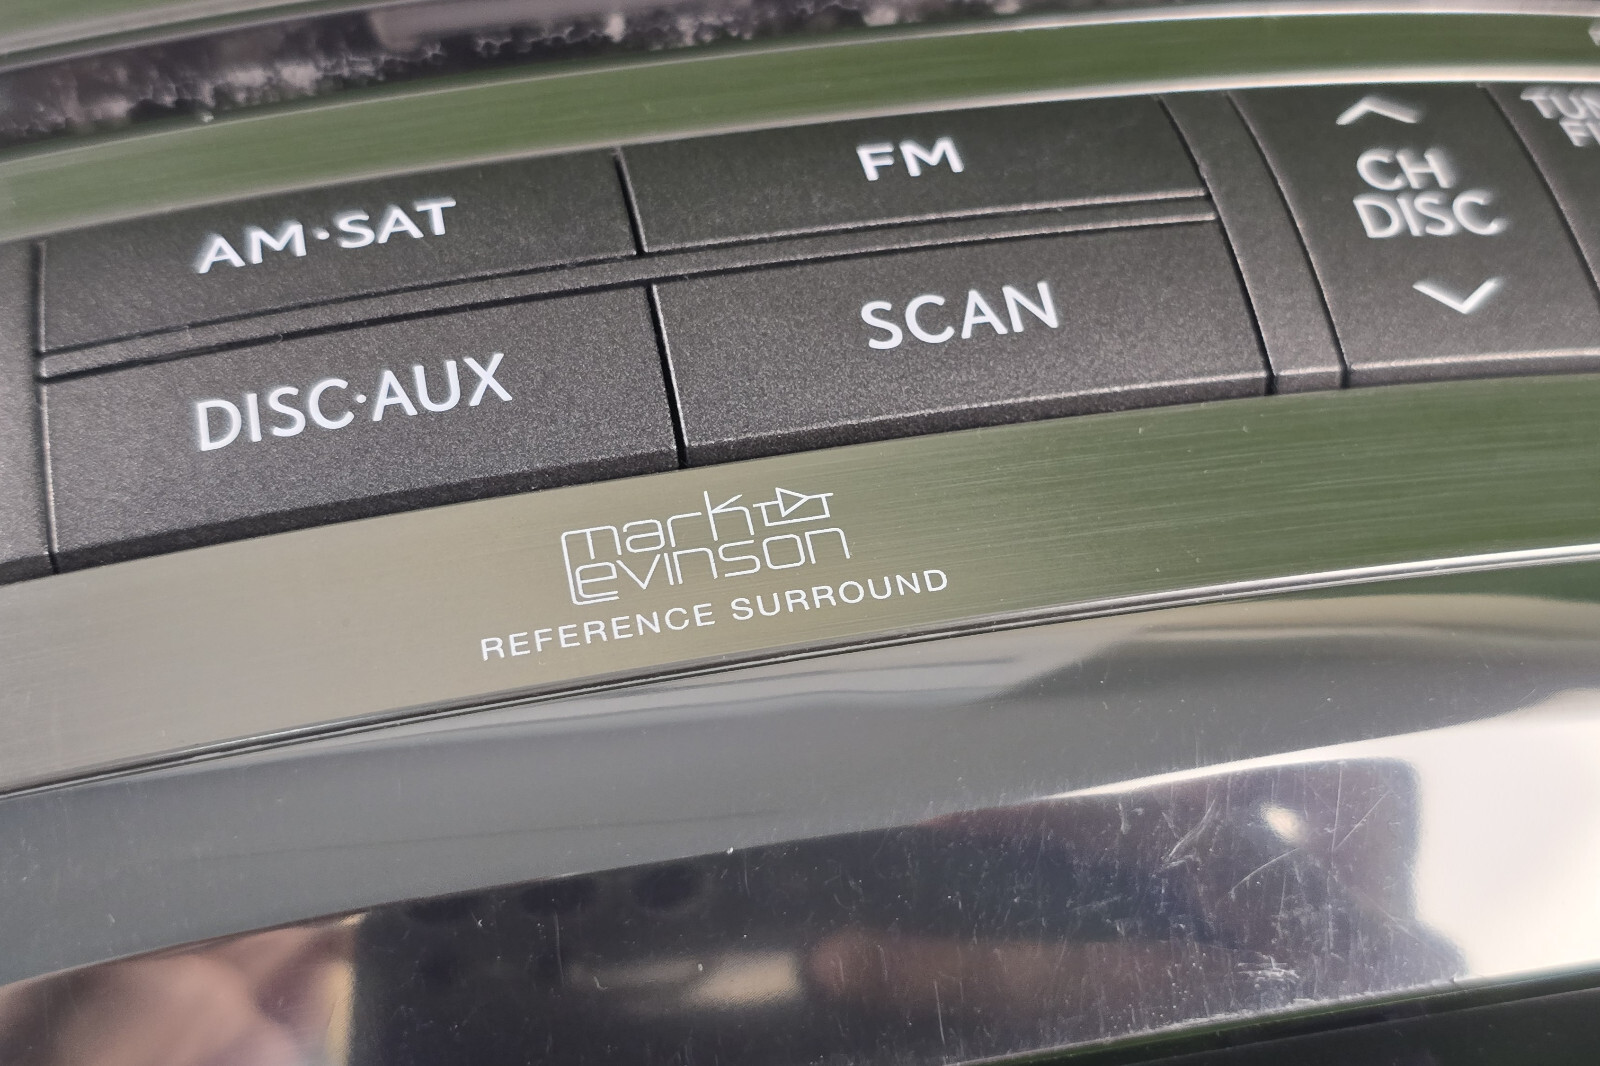 AM·SAT
FM
CH
DISC
DISC·AUX
SCAN
mark
Levinson
REFERENCE SURROUND